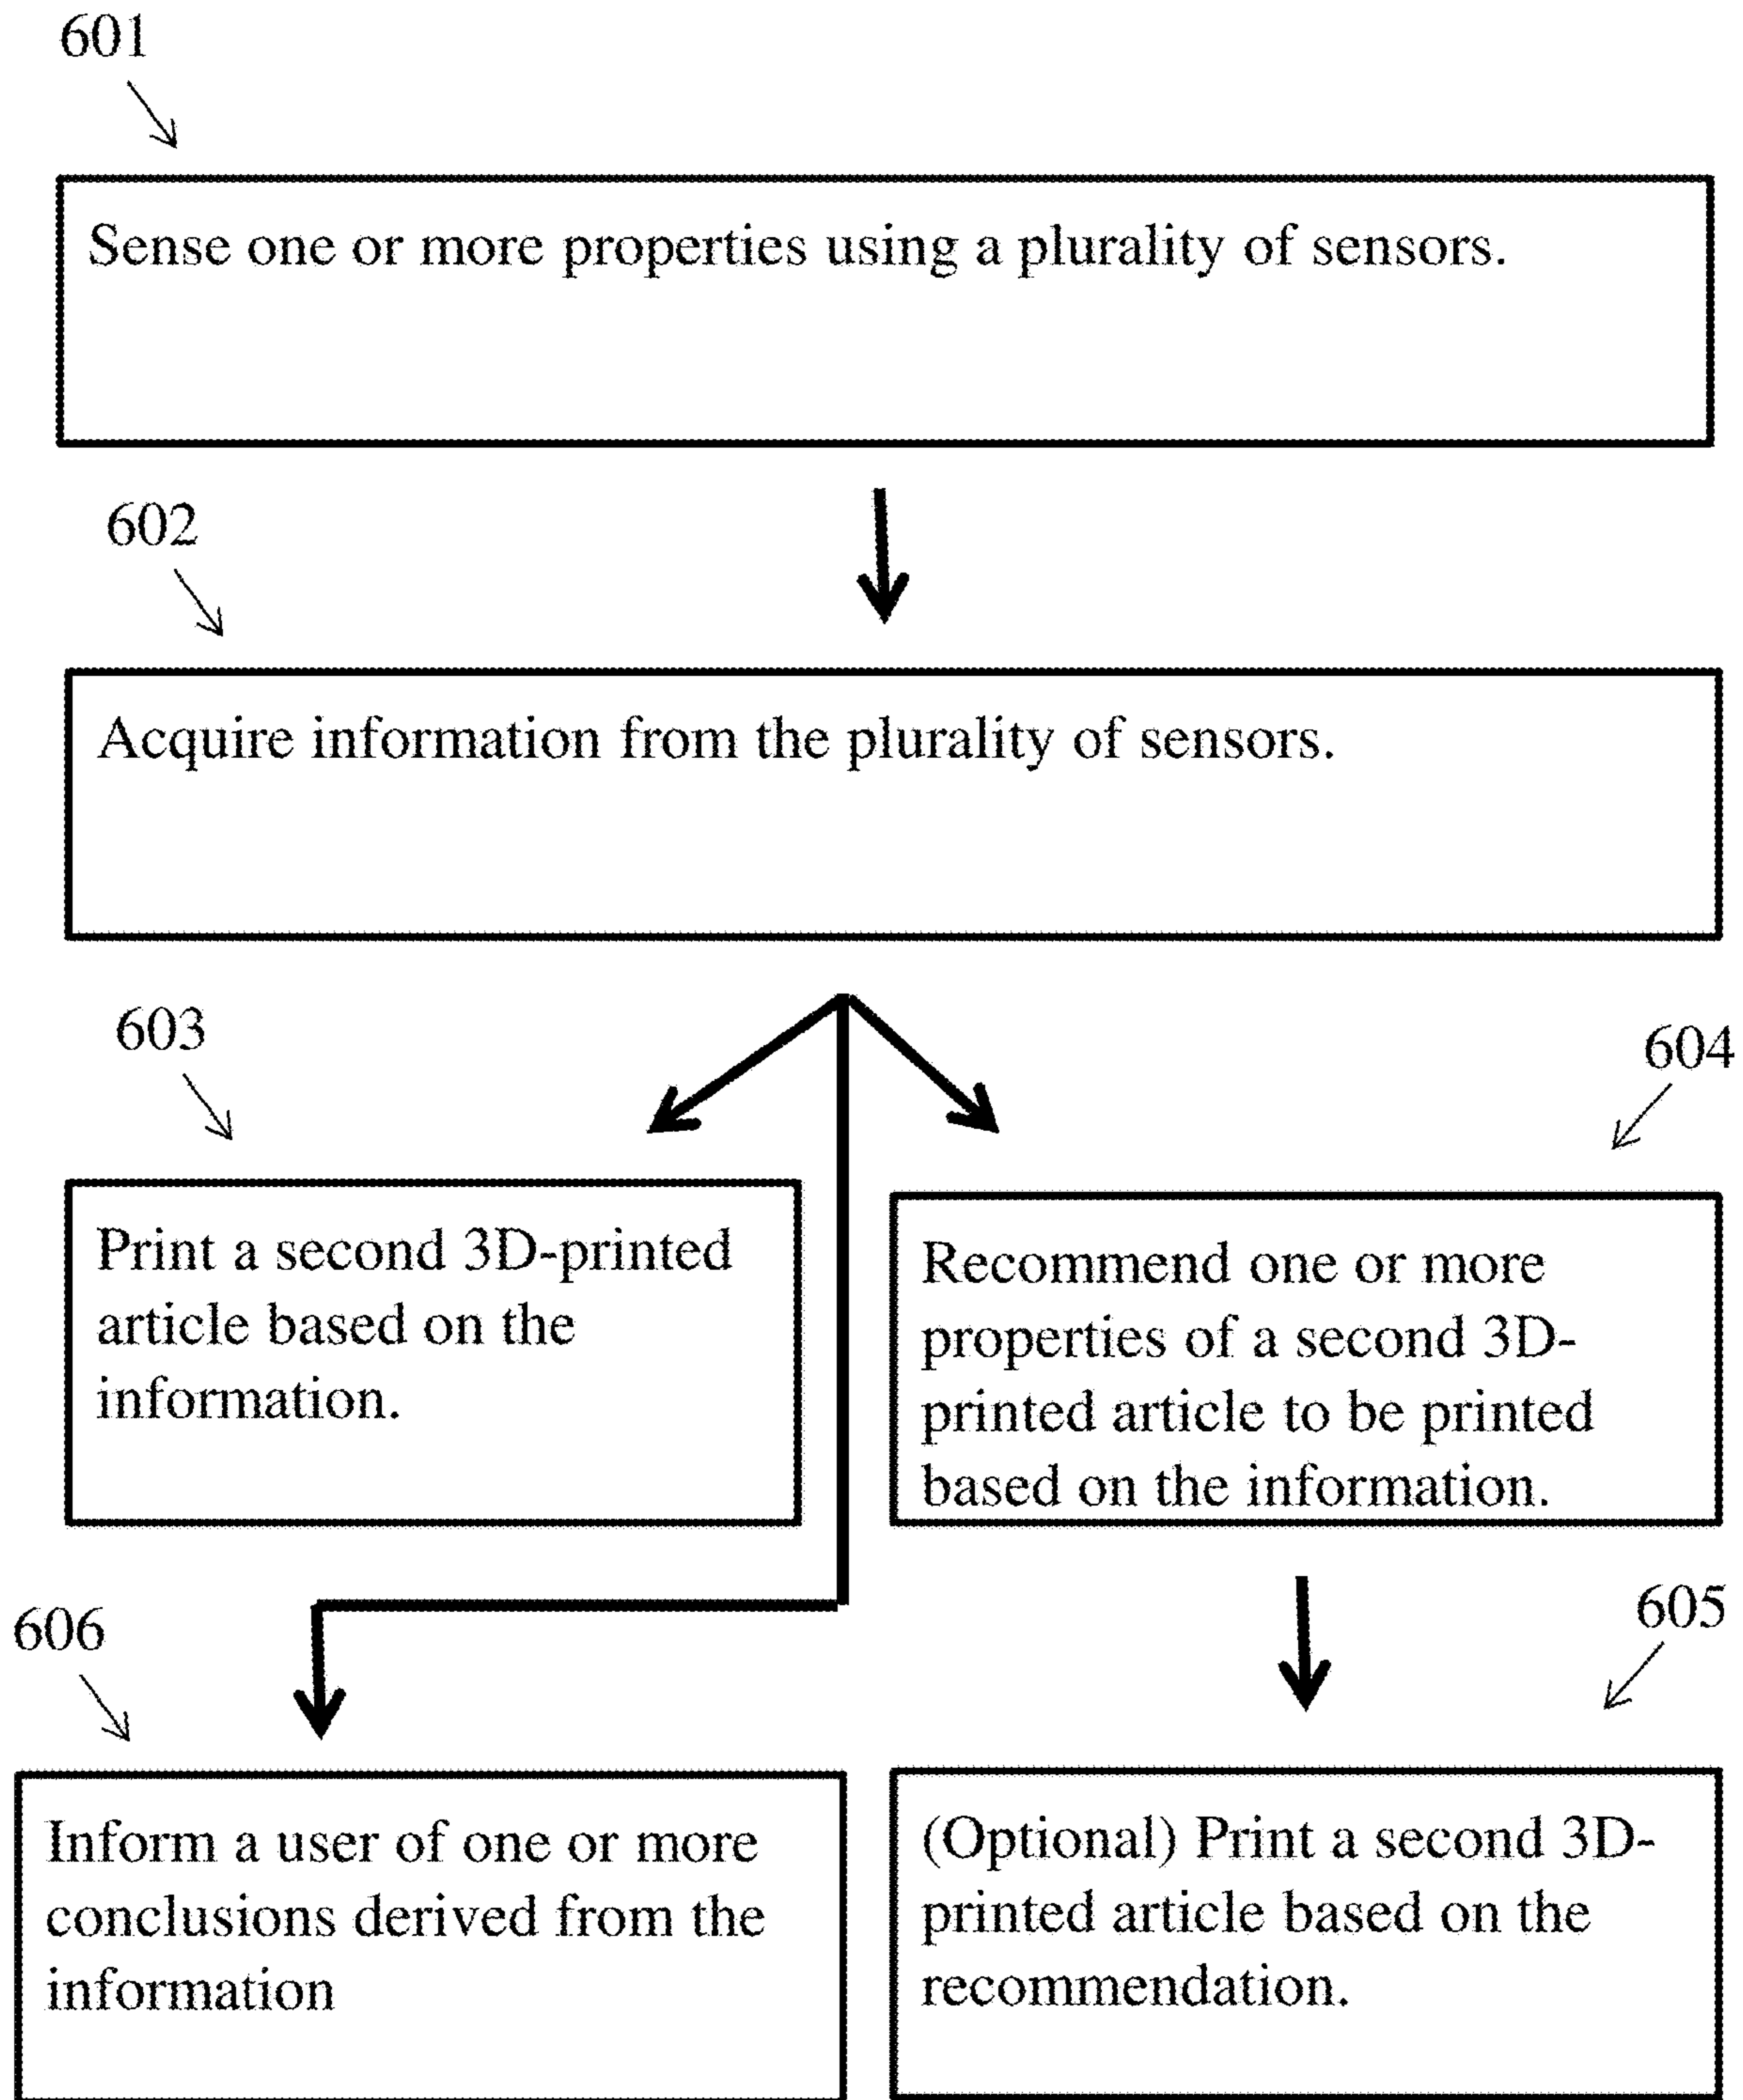 601
Sense one or more properties using a plurality of sensors.
602
Acquire information from the plurality of sensors.
603
604
Print a second 3D-printed
article based on the
information.
Recommend one or more
properties of a second 3D-
printed article to be printed
based on the information.
606
605
Inform a user of one or more
conclusions derived from the
information
(Optional) Print a second 3D-
printed article based on the
recommendation.